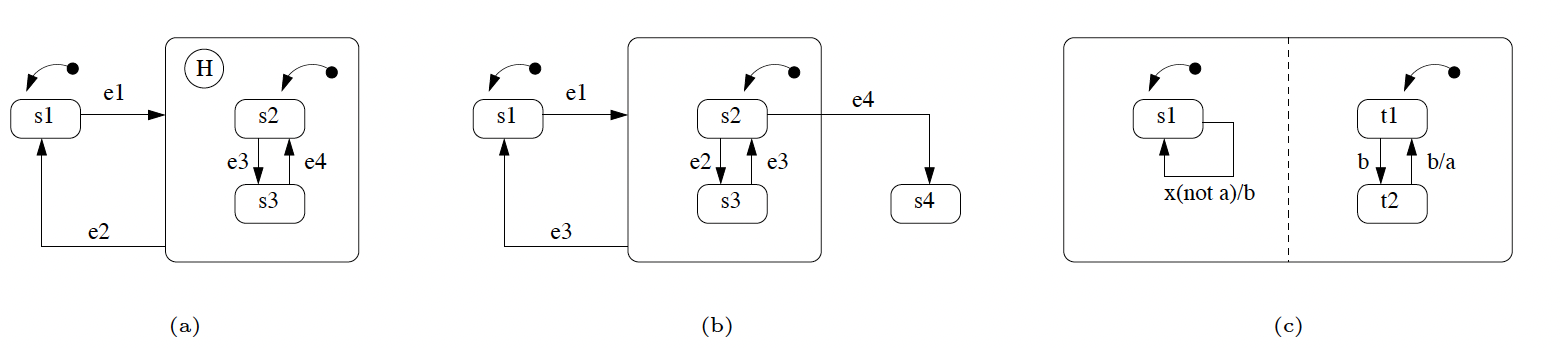 H
e1
s1
s2
e3
e4
s3
e2
(a)
e1
s1
s2
e4
e2
e3
s3
s4
e3
(b)
s1
t1
b
b/a
x(not a)/b
t2
(c)